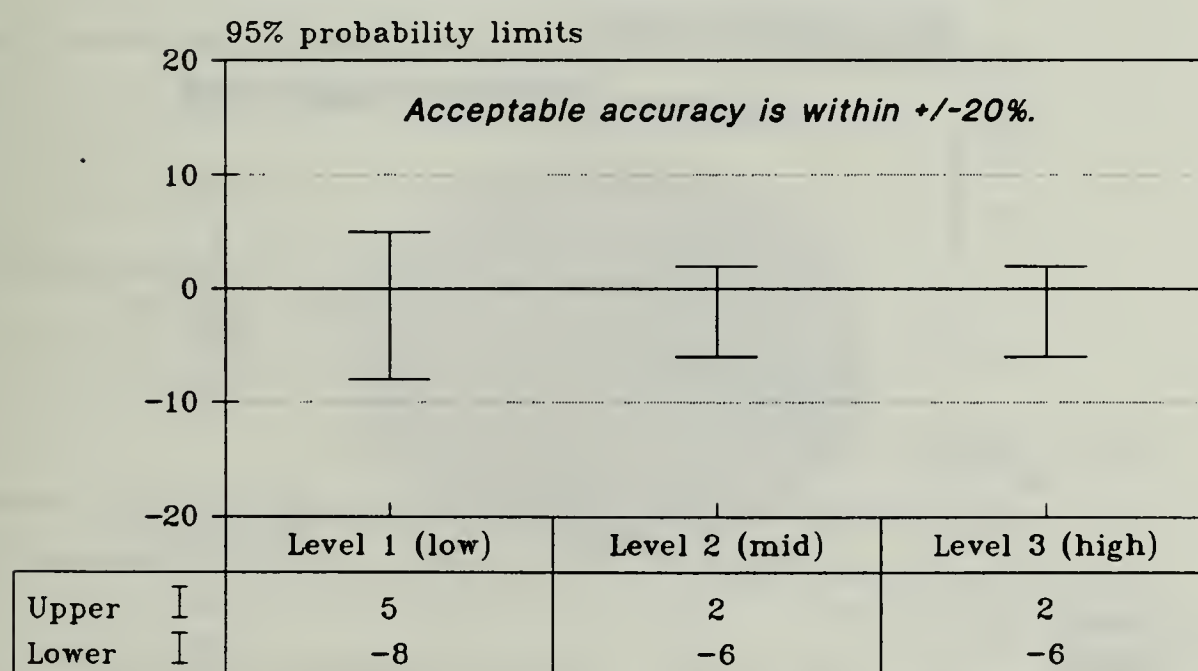 95% probability limits
20
Acceptable accuracy is within +/-20%.
10
0
-10
-20
Level 1 (low) Level 2 (mid) Level 3 (high)
Upper 5 2 2
Lower -8 -6 -6